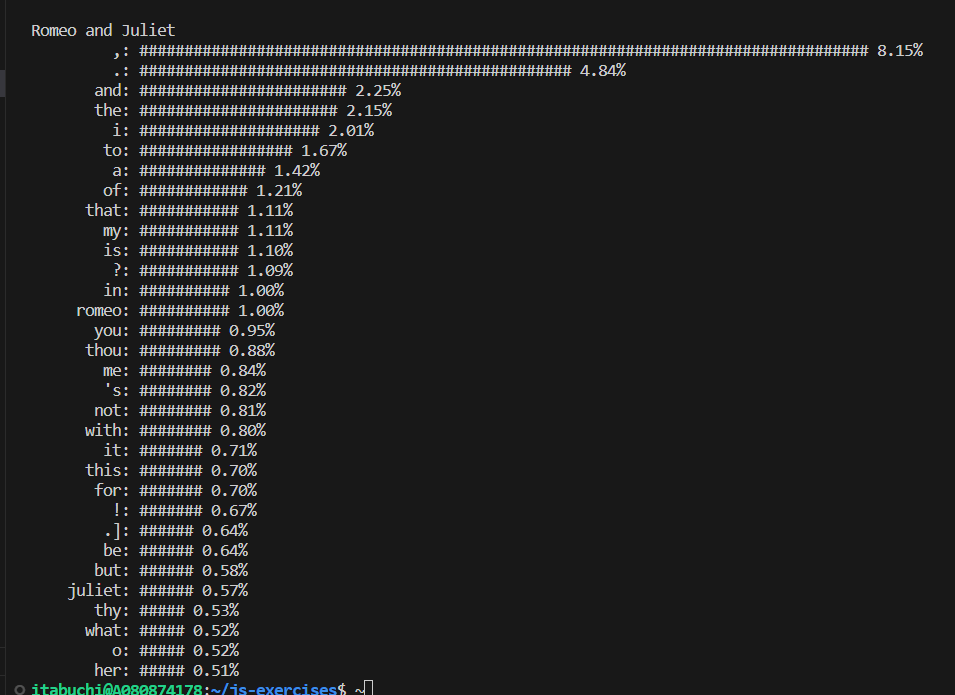 Romeo and Juliet
,: ################################################################################# 8.15%
.: ################################################ 4.84%
and: ####################### 2.25%
the: ###################### 2.15%
i: #################### 2.01%
to: ################# 1.67%
a: ############## 1.42%
of: ############ 1.21%
that: ########### 1.11%
my: ########### 1.11%
is: ########### 1.10%
?: ########### 1.09%
in: ########## 1.00%
romeo: ########## 1.00%
you: ######### 0.95%
thou: ######### 0.88%
me: ######## 0.84%
's: ######## 0.82%
not: ######## 0.81%
with: ######## 0.80%
it: ####### 0.71%
this: ####### 0.70%
for: ####### 0.70%
!: ####### 0.67%
.]: ###### 0.64%
be: ###### 0.64%
but: ###### 0.58%
juliet: ###### 0.57%
thy: ##### 0.53%
what: ##### 0.52%
o: ##### 0.52%
her: ##### 0.51%
itabuchi@A080874178:~/js-exercises$ ~